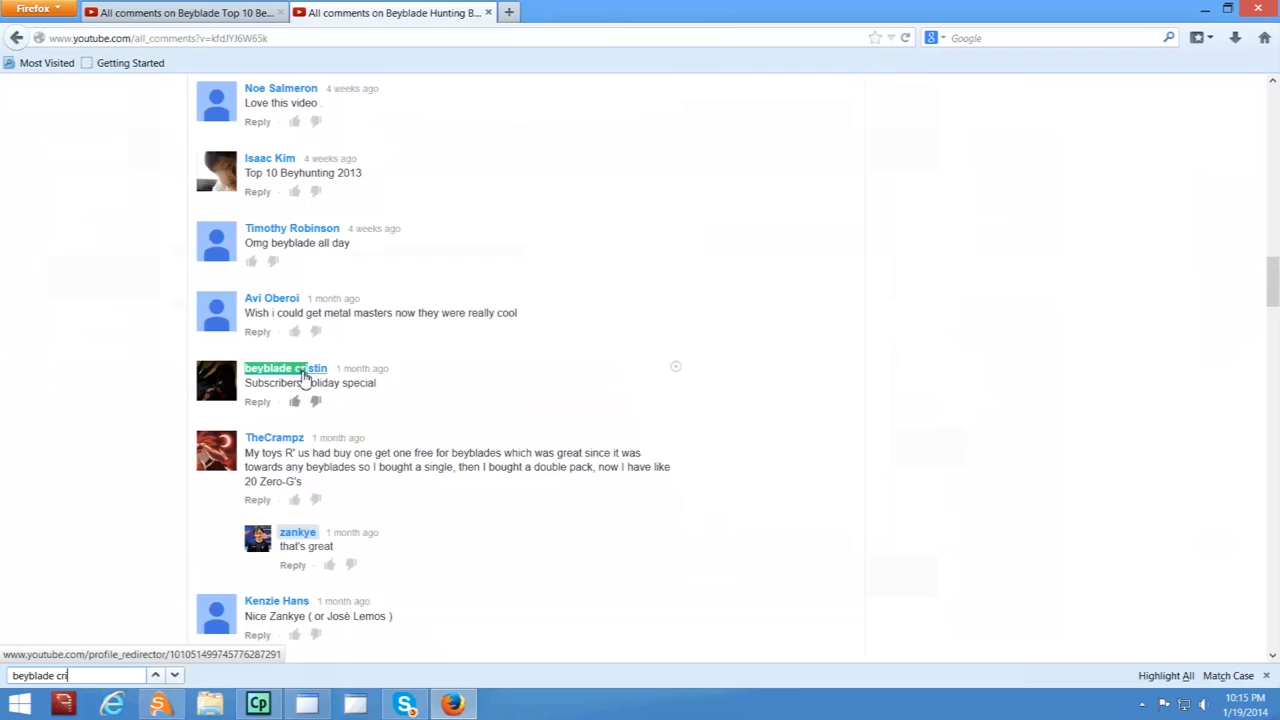 Firefox
All comments on Beyblade Top 10 Be...
All comments on Beyblade Hunting B...
www.youtube.com/all_comments?v=kfdJYJ6W65k
Google
Most Visited
Getting Started
Noe Salmeron 4 weeks ago
Love this video .
Reply
Isaac Kim 4 weeks ago
Top 10 Beyhunting 2013
Reply
Timothy Robinson 4 weeks ago
Omg beyblade all day
Avi Oberoi 1 month ago
Wish i could get metal masters now they were really cool
Reply
beyblade cristin 1 month ago
Subscribers holiday special
Reply
TheCrampz 1 month ago
My toys R' us had buy one get one free for beyblades which was great since it was
towards any beyblades so I bought a single, then I bought a double pack, now I have like
20 Zero-G's
Reply
zankye 1 month ago
that's great
Reply
Kenzie Hans 1 month ago
Nice Zankye ( or Josè Lemos )
Reply
www.youtube.com/profile_redirector/101051499745776287291
beyblade cri
Highlight All Match Case
Cp
10:15 PM
1/19/2014